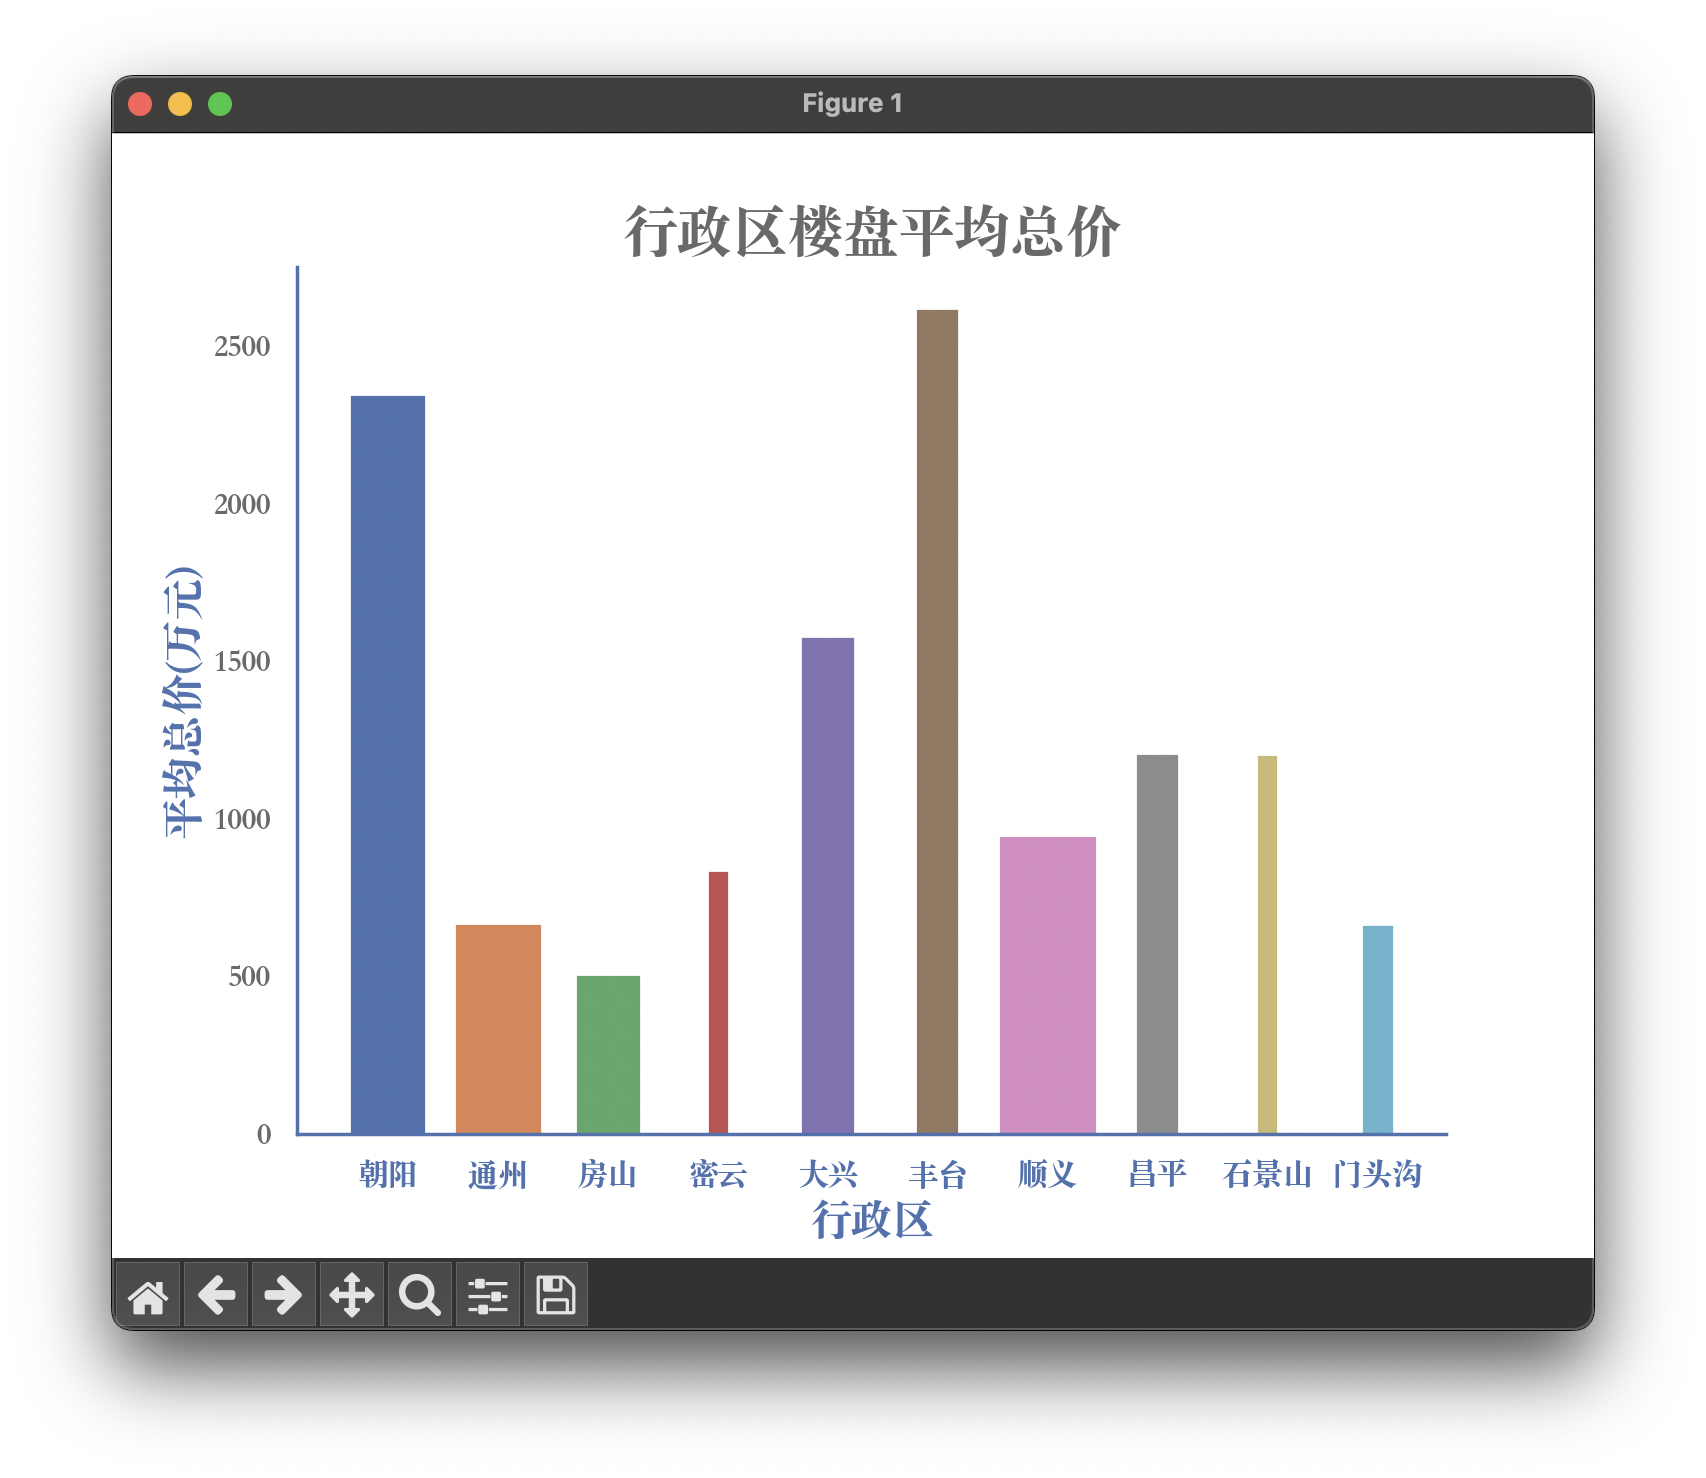 Figure 1
行政区楼盘平均总价
平均总价(万元)
2500
2000
1500
1000
500
0
朝阳 通州 房山 密云 大兴 丰台 顺义 昌平 石景山 门头沟
行政区